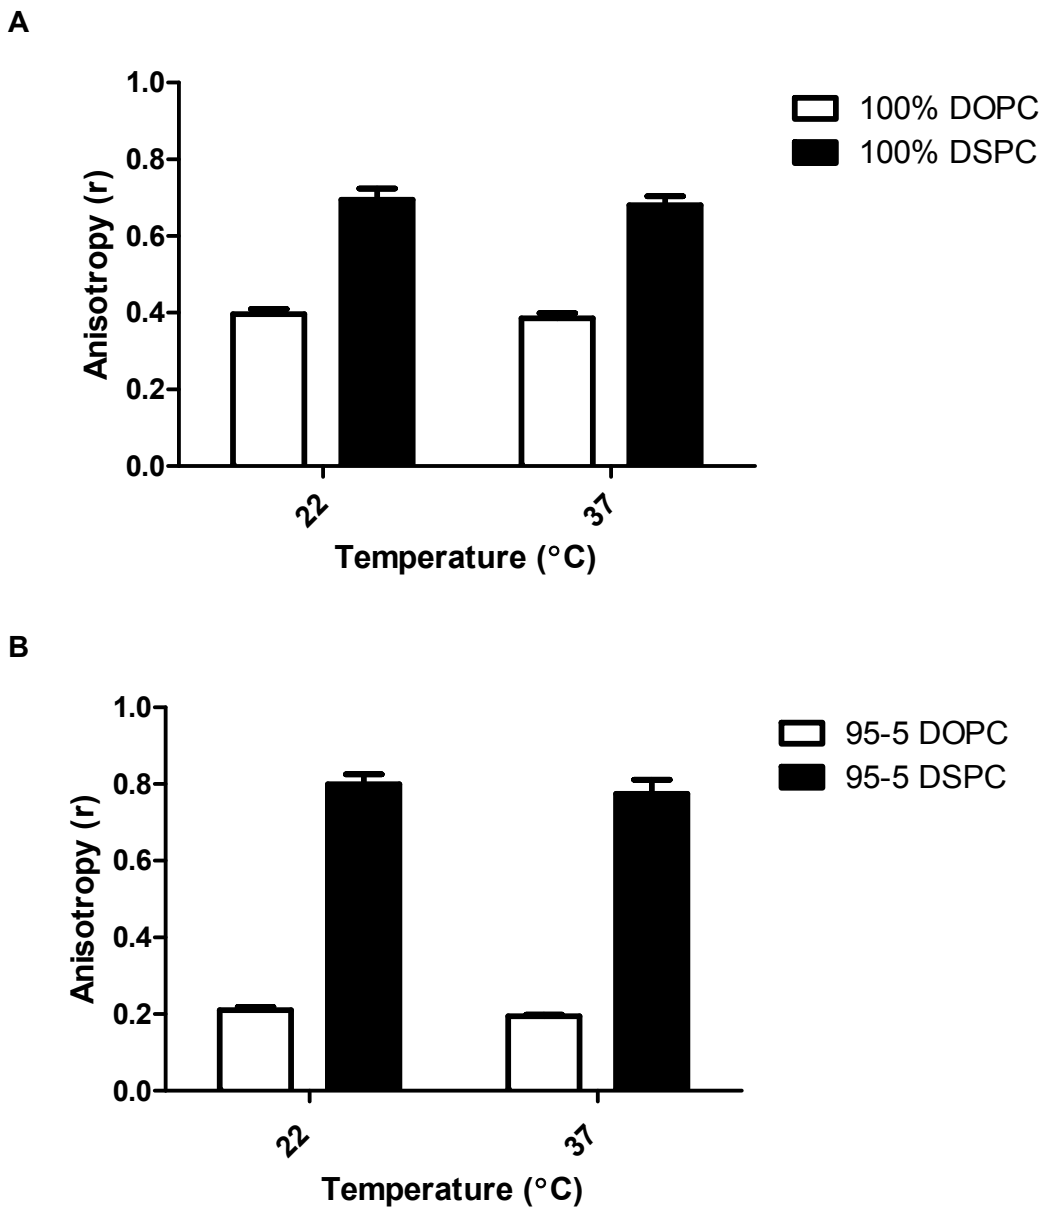 A
1.0
0.8
0.6
0.4
0.2
0.0
Anisotropy (r)
22
37
Temperature (°C)
100% DOPC
100% DSPC
B
1.0
0.8
0.6
0.4
0.2
0.0
Anisotropy (r)
22
37
Temperature (°C)
95-5 DOPC
95-5 DSPC